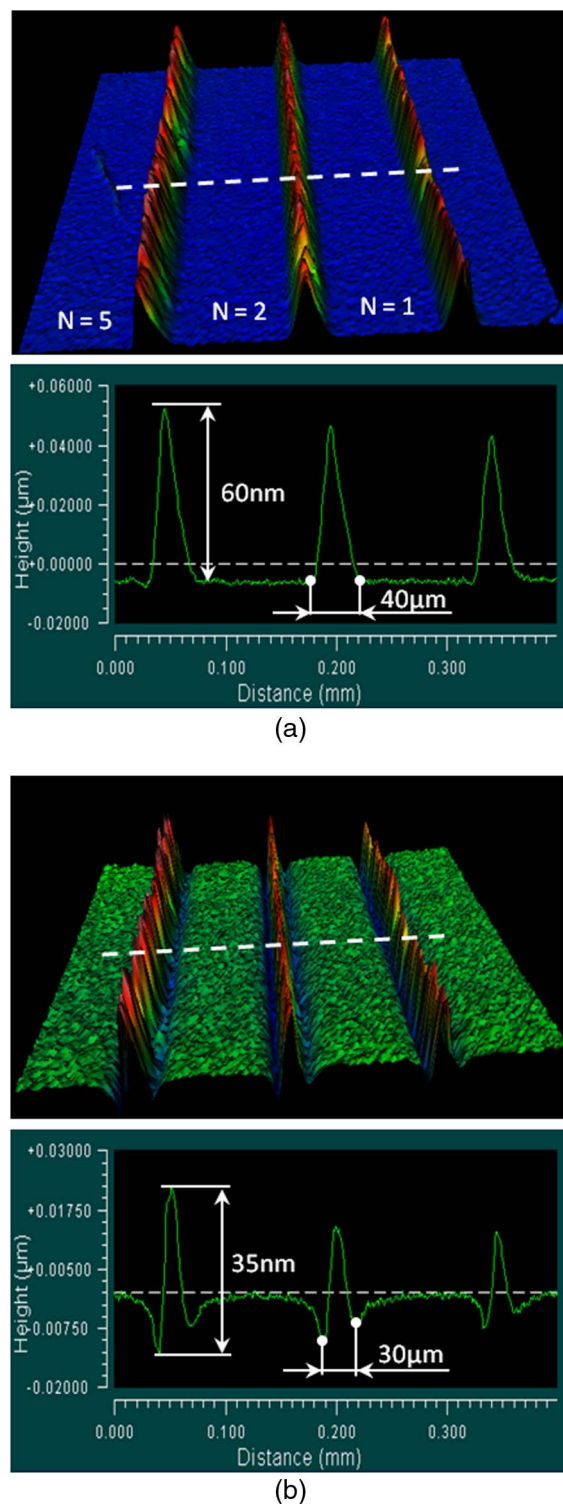 N = 5
N = 2
N = 1
+0.06000
+0.04000
+0.02000
+0.00000
-0.02000
Height (µm)
60nm
40µm
0.000
0.100
0.200
0.300
Distance (mm)
(a)
+0.03000
+0.01750
+0.00500
-0.00750
-0.02000
Height (µm)
35nm
30µm
0.000
0.100
0.200
0.300
Distance (mm)
(b)